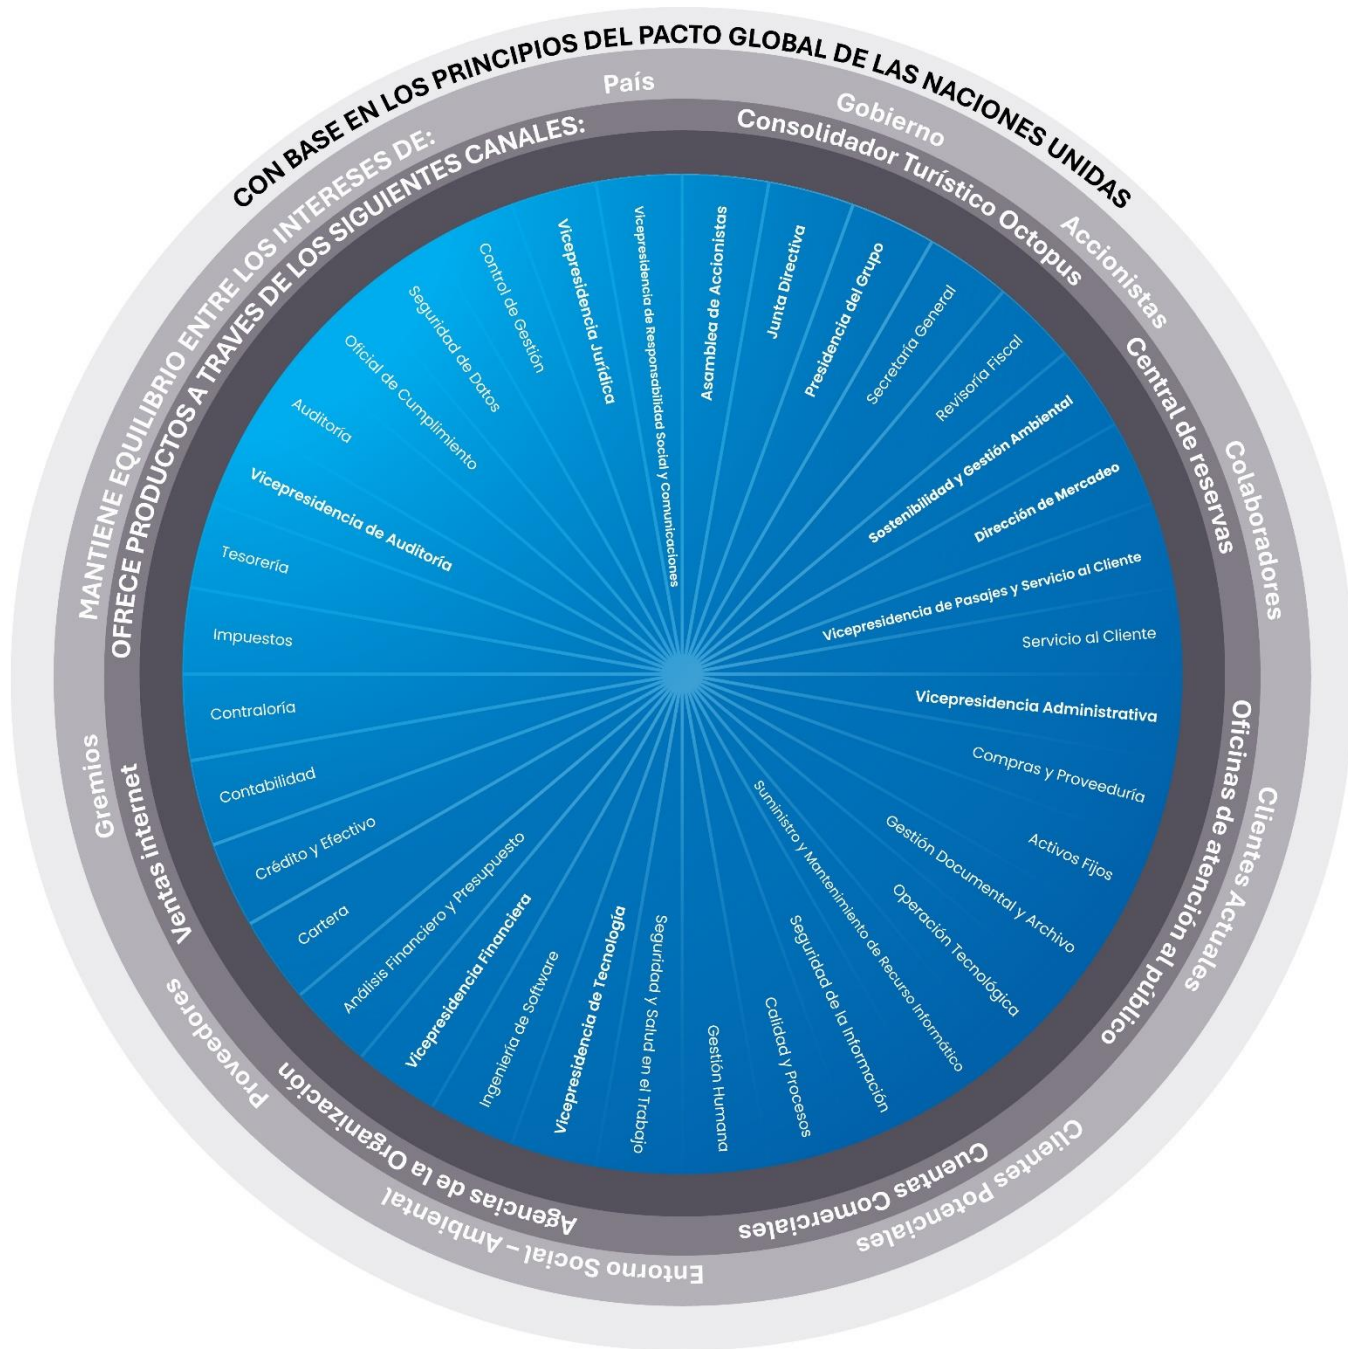 CON BASE EN LOS PRINCIPIOS DEL PACTO GLOBAL DE LAS NACIONES UNIDAS
MANTIENE EQUILIBRIO ENTRE LOS INTERESES DE:
País
Gobierno
Accionistas
Colaboradores
Clientes Actuales
Clientes Potenciales
Entorno Social – Ambiental
Proveedores
Gremios
OFRECE PRODUCTOS A TRAVES DE LOS SIGUIENTES CANALES:
Consolidador Turístico Octopus
Central de reservas
Oficinas de atención al público
Cuentas Comerciales
Agencias de la Organización
Ventas internet
Asamblea de Accionistas
Junta Directiva
Presidencia del Grupo
Secretaría General
Revisoría Fiscal
Sostenibilidad y Gestión Ambiental
Dirección de Mercadeo
Vicepresidencia de Pasajes y Servicio al Cliente
Servicio al Cliente
Vicepresidencia Administrativa
Compras y Proveeduría
Activos Fijos
Gestión Documental y Archivo
Operación Tecnológica
Suministro y Mantenimiento de Recurso Informático
Seguridad de la Información
Calidad y Procesos
Gestión Humana
Seguridad y Salud en el Trabajo
Vicepresidencia de Tecnología
Ingeniería de Software
Vicepresidencia Financiera
Análisis Financiero y Presupuesto
Cartera
Crédito y Efectivo
Contabilidad
Contraloría
Impuestos
Tesorería
Vicepresidencia de Auditoría
Auditoría
Oficial de Cumplimiento
Seguridad de Datos
Control de Gestión
Vicepresidencia Jurídica
Vicepresidencia de Responsabilidad Social y Comunicaciones